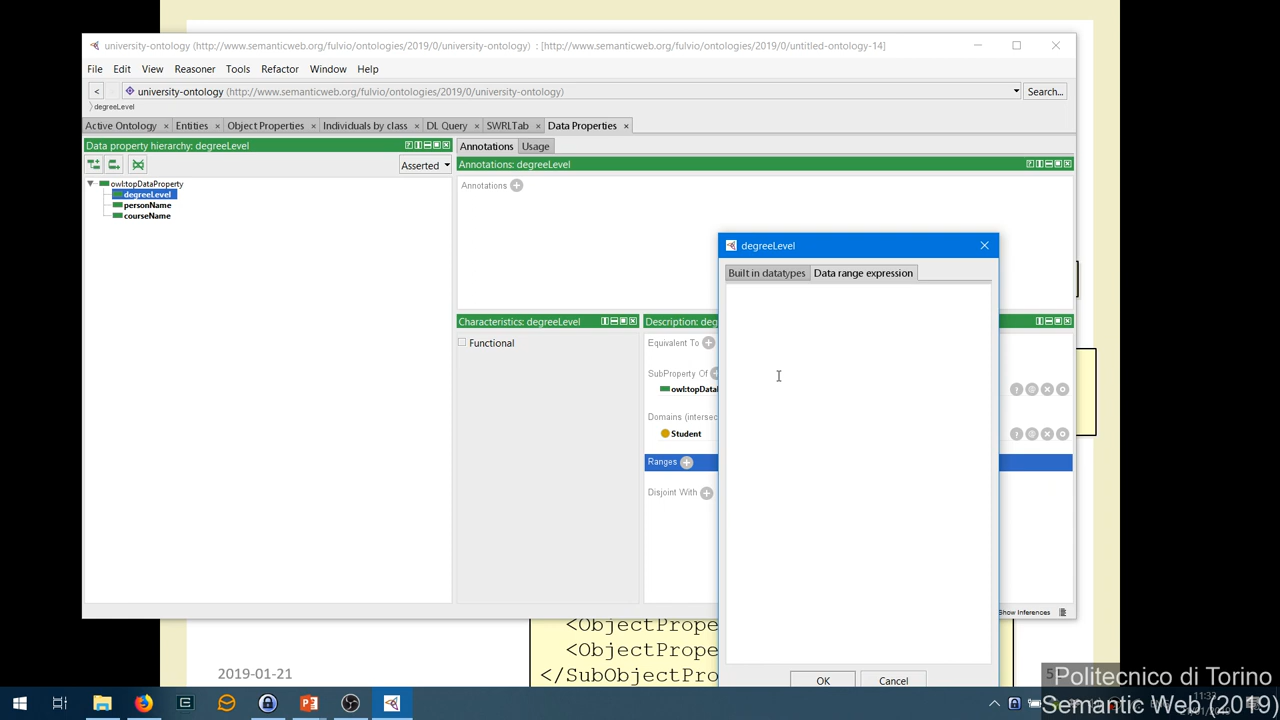 university-ontology (http://www.semanticweb.org/fulvio/ontologies/2019/0/university-ontology) : [http://www.semanticweb.org/fulvio/ontologies/2019/0/untitled-ontology-14]
File Edit View Reasoner Tools Refactor Window Help
< university-ontology (http://www.semanticweb.org/fulvio/ontologies/2019/0/university-ontology) Search...
degreeLevel
Active Ontology × Entities × Object Properties × Individuals by class × DL Query × SWRLTab × Data Properties ×
Data property hierarchy: degreeLevel
Annotations Usage
Asserted
Annotations: degreeLevel
owl:topDataProperty
degreeLevel
personName
courseName
Annotations
degreeLevel
Built in datatypes Data range expression
Characteristics: degreeLevel
Functional
Description: deg
Equivalent To
SubProperty Of
owl:topDatal
Domains (intersec
Student
Ranges
Disjoint With
Show Inferences
OK Cancel
<ObjectPrope
<ObjectPrope
</SubObjectProp
2019-01-21
Politecnico di Torino
Semantic Web (2019)